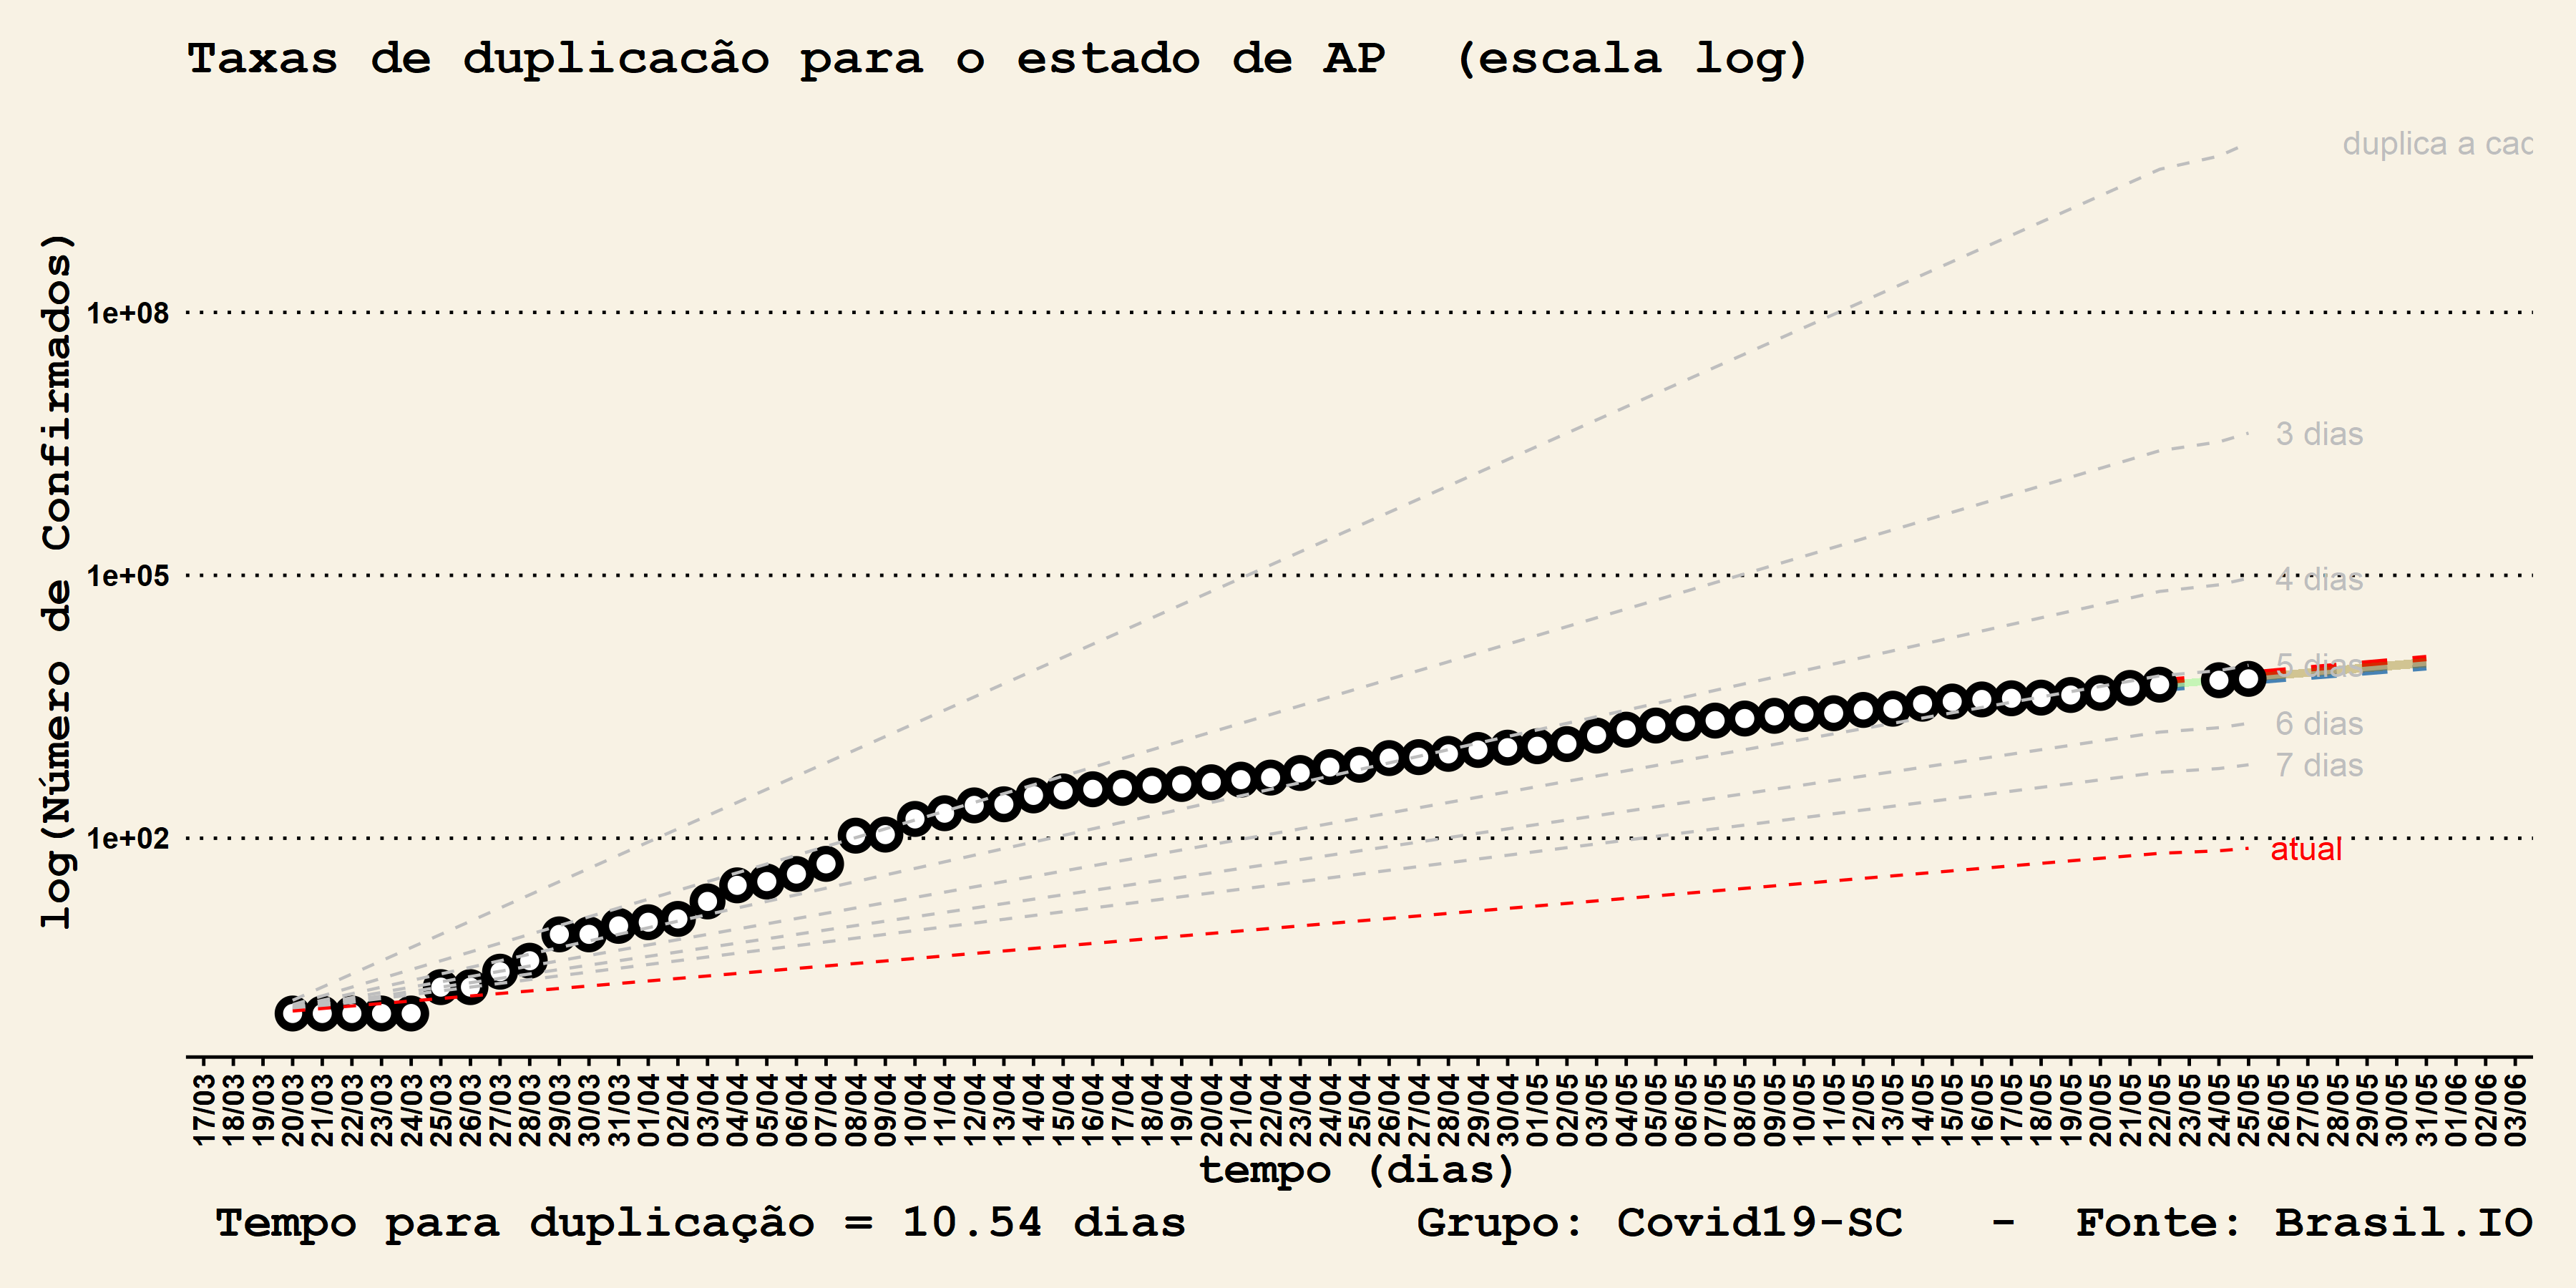 Taxas de duplicacão para o estado de AP  (escala log)
duplica a cac
1e+08
3 dias
1e+05
4 dias
5 dias
6 dias
7 dias
1e+02
atual
log(Número de Confirmados)
17/03 18/03 19/03 20/03 21/03 22/03 23/03 24/03 25/03 26/03 27/03 28/03 29/03 30/03 31/03 01/04 02/04 03/04 04/04 05/04 06/04 07/04 08/04 09/04 10/04 11/04 12/04 13/04 14/04 15/04 16/04 17/04 18/04 19/04 20/04 21/04 22/04 23/04 24/04 25/04 26/04 27/04 28/04 29/04 30/04 01/05 02/05 03/05 04/05 05/05 06/05 07/05 08/05 09/05 10/05 11/05 12/05 13/05 14/05 15/05 16/05 17/05 18/05 19/05 20/05 21/05 22/05 23/05 24/05 25/05 26/05 27/05 28/05 29/05 30/05 31/05 01/06 02/06 03/06
tempo (dias)
Tempo para duplicação = 10.54 dias
Grupo: Covid19-SC  -  Fonte: Brasil.IO